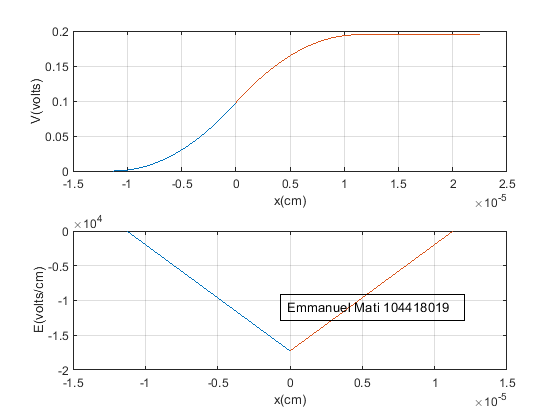 0.2
0.15
0.1
0.05
0
V(volts)
-1.5 -1 -0.5 0 0.5 1 1.5 2 2.5
x(cm)
×10⁻⁵
×10⁴
0
-0.5
-1
-1.5
-2
E(volts/cm)
Emmanuel Mati 104418019
-1.5 -1 -0.5 0 0.5 1 1.5
x(cm)
×10⁻⁵